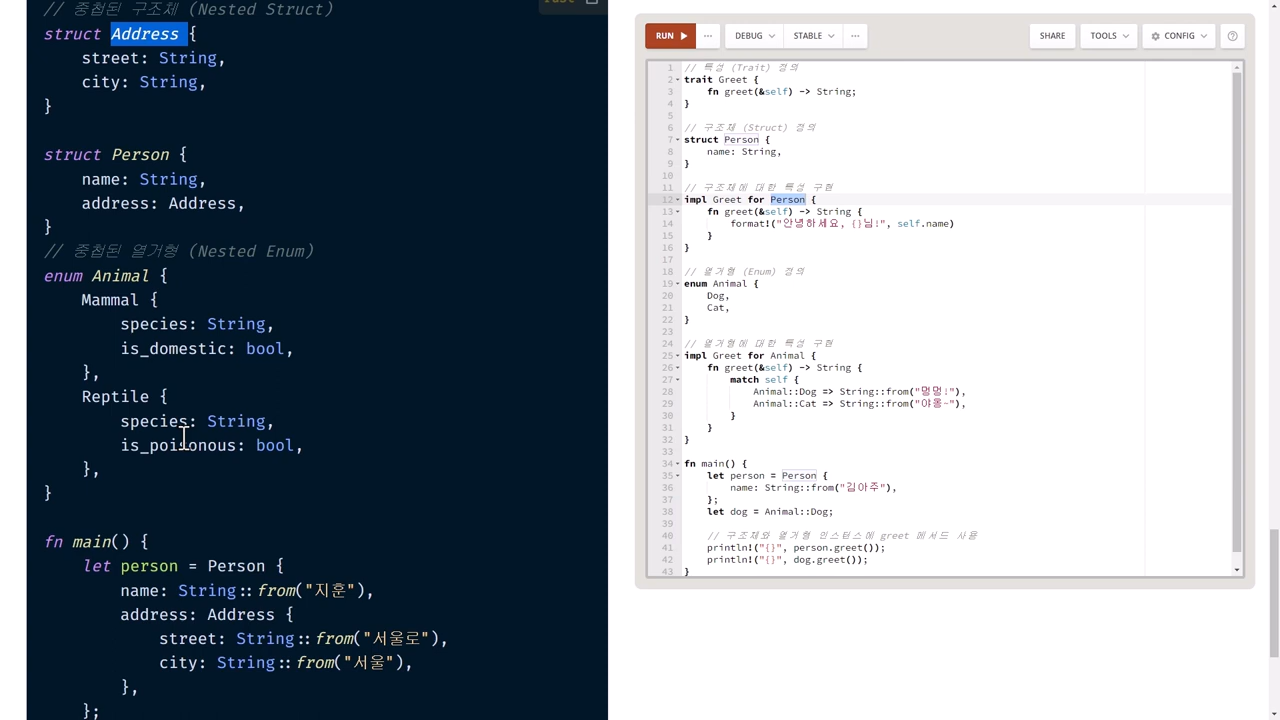 // 중첩된 구조체 (Nested Struct)
struct Address {
    street: String,
    city: String,
}

struct Person {
    name: String,
    address: Address,
}
// 중첩된 열거형 (Nested Enum)
enum Animal {
    Mammal {
        species: String,
        is_domestic: bool,
    },
    Reptile {
        species: String,
        is_poisonous: bool,
    },
}

fn main() {
    let person = Person {
        name: String::from("지훈"),
        address: Address {
            street: String::from("서울로"),
            city: String::from("서울"),
        },
    };
RUN ▶ ··· DEBUG STABLE ··· SHARE TOOLS CONFIG
1 // 특성 (Trait) 정의
2 trait Greet {
3     fn greet(&self) -> String;
4 }
5
6 // 구조체 (Struct) 정의
7 struct Person {
8     name: String,
9 }
10
11 // 구조체에 대한 특성 구현
12 impl Greet for Person {
13     fn greet(&self) -> String {
14         format!("안녕하세요, {}님!", self.name)
15     }
16 }
17
18 // 열거형 (Enum) 정의
19 enum Animal {
20     Dog,
21     Cat,
22 }
23
24 // 열거형에 대한 특성 구현
25 impl Greet for Animal {
26     fn greet(&self) -> String {
27         match self {
28             Animal::Dog => String::from("멍멍!"),
29             Animal::Cat => String::from("야옹~"),
30         }
31     }
32 }
33
34 fn main() {
35     let person = Person {
36         name: String::from("김아주"),
37     };
38     let dog = Animal::Dog;
39
40     // 구조체와 열거형 인스턴스에 greet 메서드 사용
41     println!("{}", person.greet());
42     println!("{}", dog.greet());
43 }